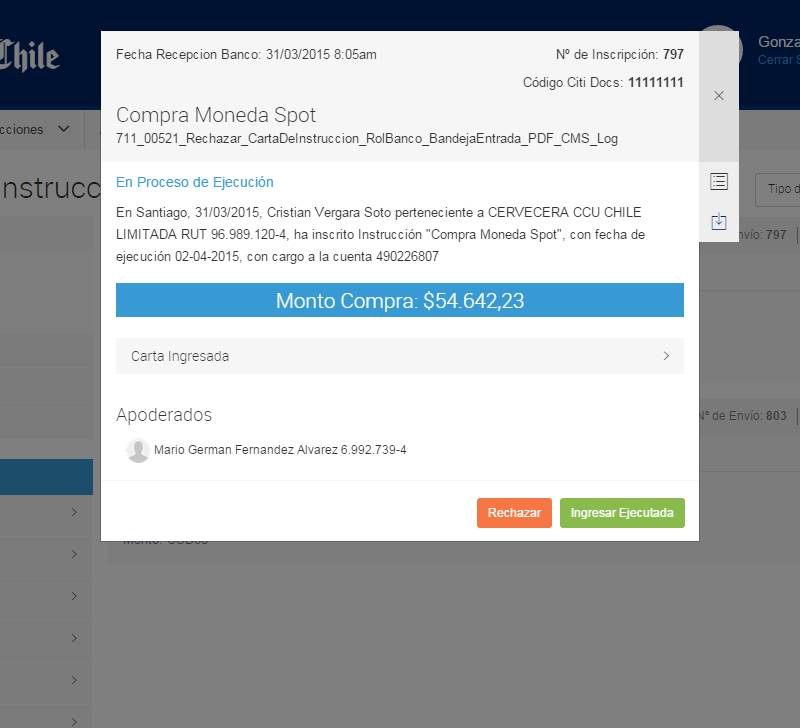 Chile
Gonza
Cerrar S
cciones
nstrucc
Tipo d
Fecha Recepcion Banco: 31/03/2015 8:05am
Nº de Inscripción: 797
Código Citi Docs: 11111111
Compra Moneda Spot
711_00521_Rechazar_CartaDeInstruccion_RolBanco_BandejaEntrada_PDF_CMS_Log
En Proceso de Ejecución
En Santiago, 31/03/2015, Cristian Vergara Soto perteneciente a CERVECERA CCU CHILE
LIMITADA RUT 96.989.120-4, ha inscrito Instrucción "Compra Moneda Spot", con fecha de
ejecución 02-04-2015, con cargo a la cuenta 490226807
Monto Compra: $54.642,23
Carta Ingresada
Apoderados
Mario German Fernandez Alvarez 6.992.739-4
Rechazar
Ingresar Ejecutada
nvío: 797
Nº de Envío: 803